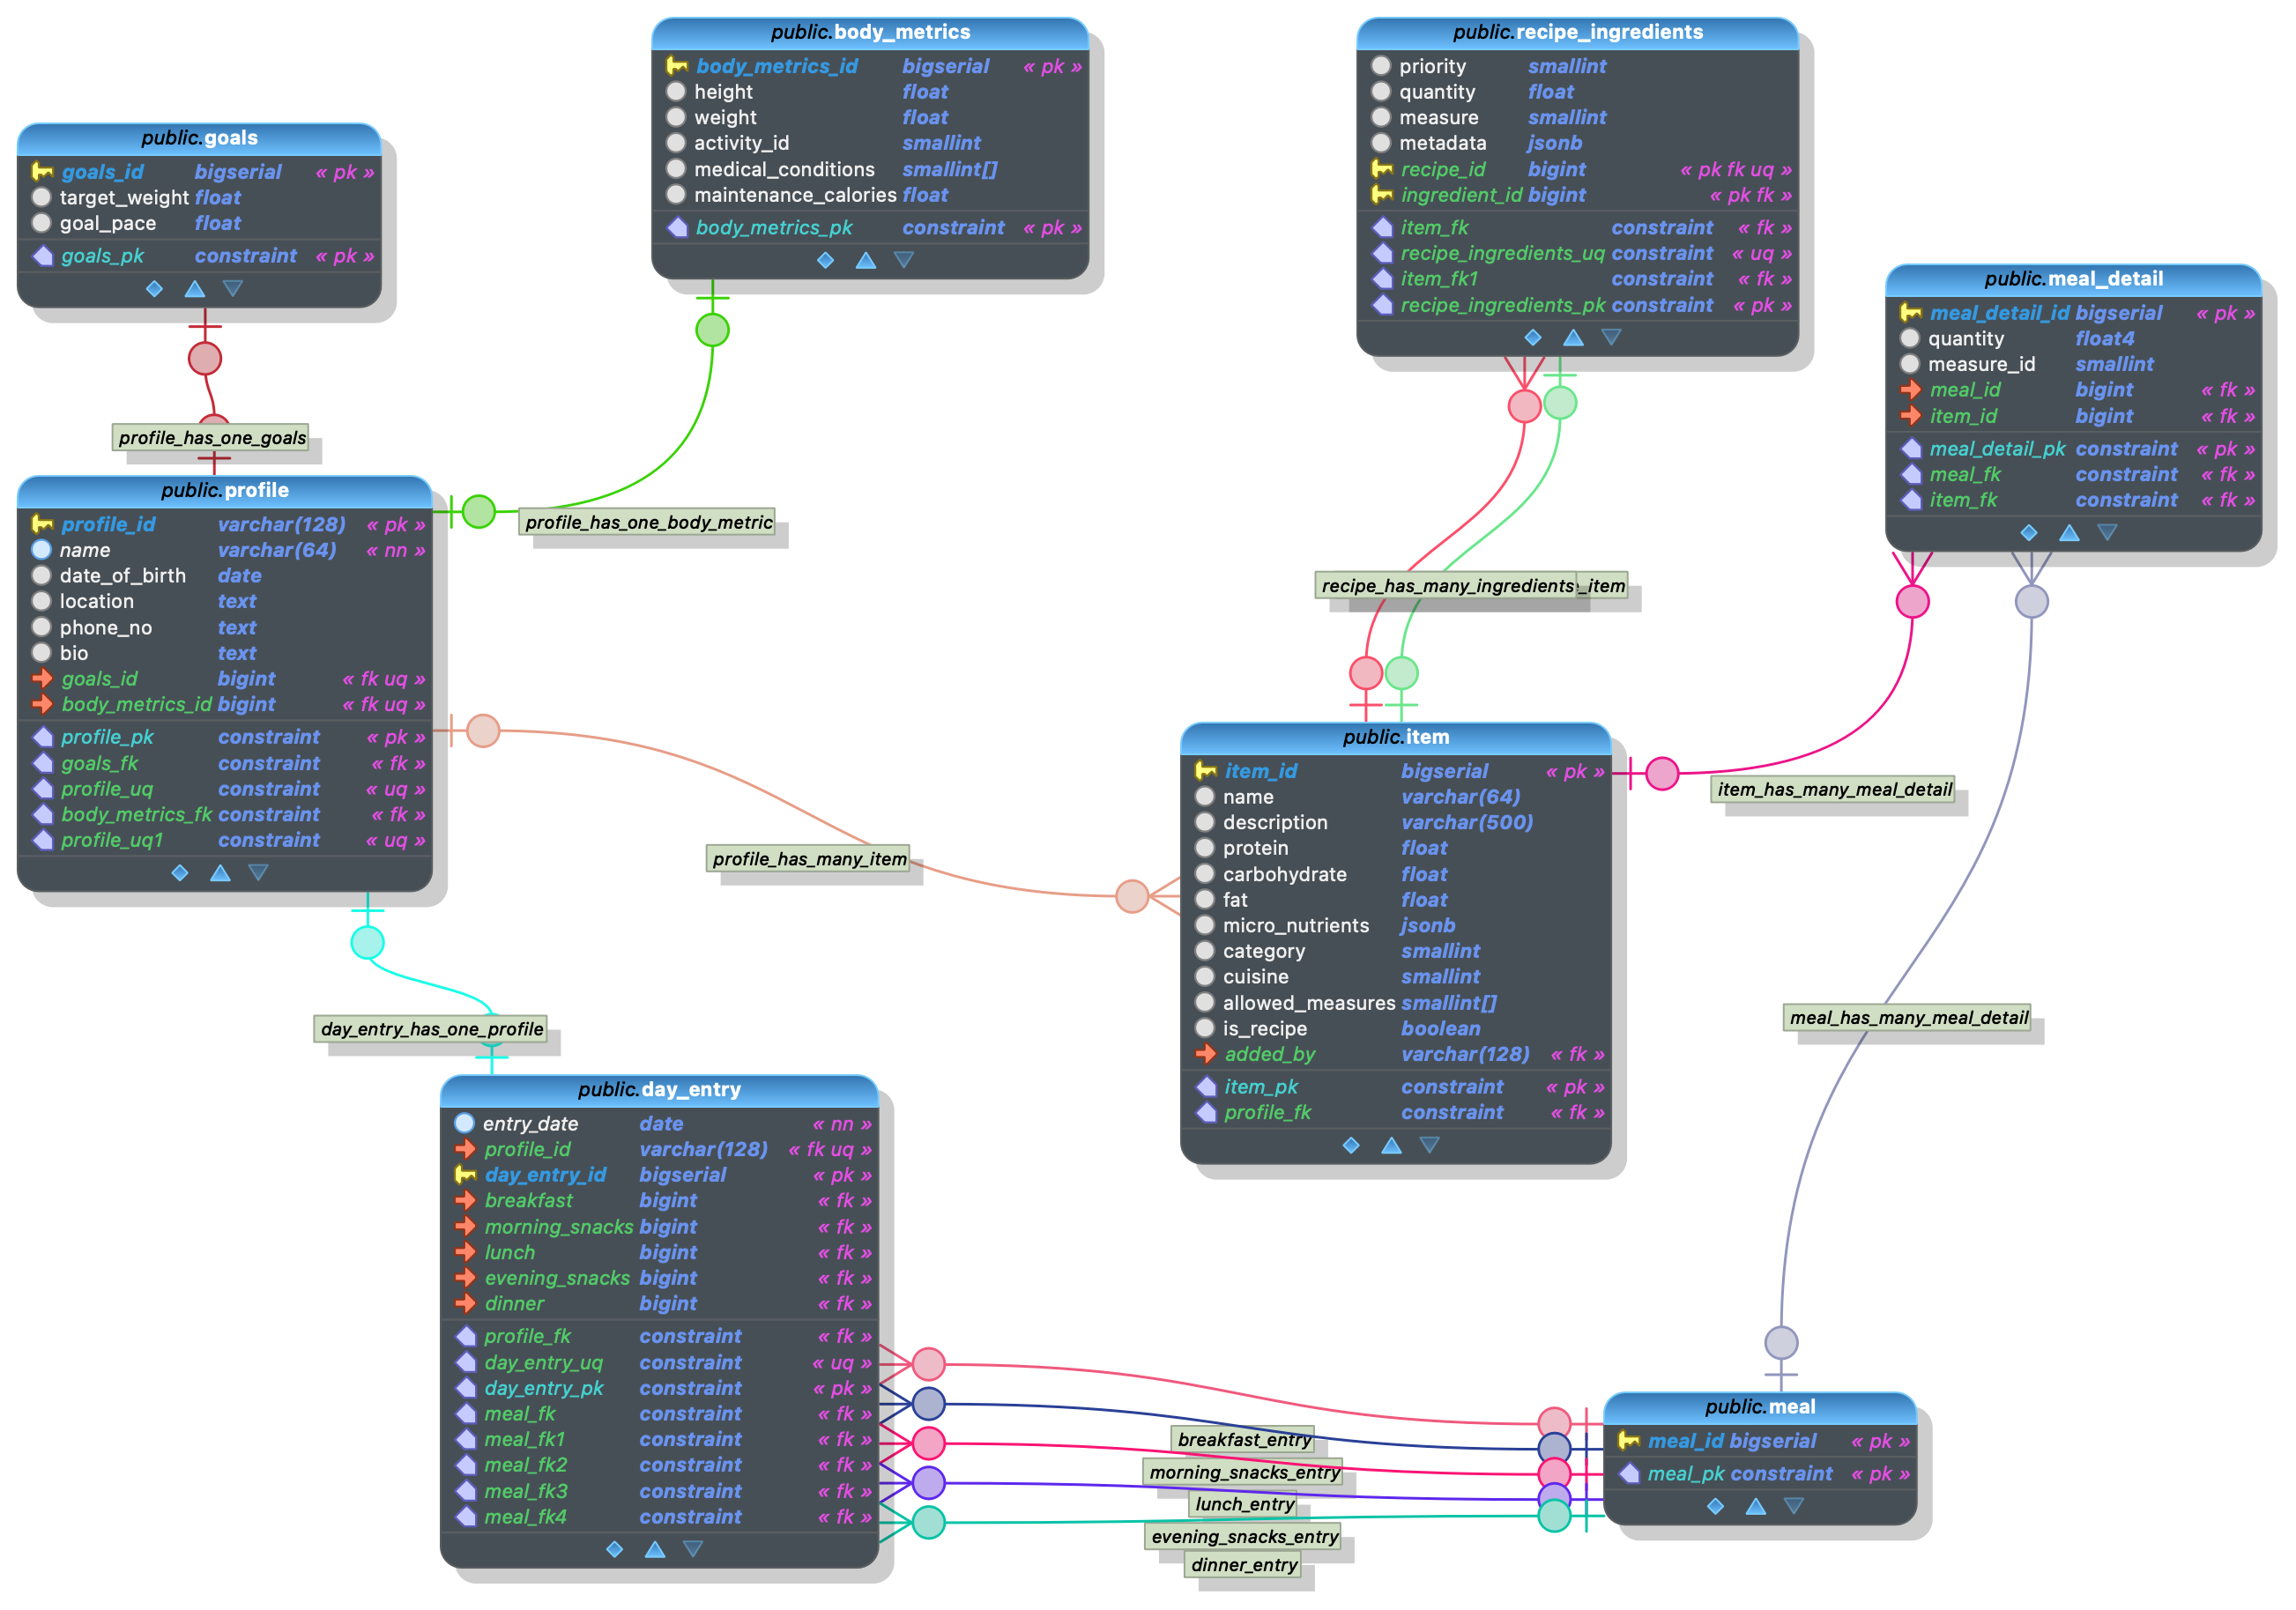 public.body_metrics
body_metrics_id bigserial « pk »
height float
weight float
activity_id smallint
medical_conditions smallint[]
maintenance_calories float
body_metrics_pk constraint « pk »
public.recipe_ingredients
priority smallint
quantity float
measure smallint
metadata jsonb
recipe_id bigint « pk fk uq »
ingredient_id bigint « pk fk »
item_fk constraint « fk »
recipe_ingredients_uq constraint « uq »
item_fk1 constraint « fk »
recipe_ingredients_pk constraint « pk »
public.goals
goals_id bigserial « pk »
target_weight float
goal_pace float
goals_pk constraint « pk »
public.meal_detail
meal_detail_id bigserial « pk »
quantity float4
measure_id smallint
meal_id bigint « fk »
item_id bigint « fk »
meal_detail_pk constraint « pk »
meal_fk constraint « fk »
item_fk constraint « fk »
profile_has_one_goals
public.profile
profile_id varchar(128) « pk »
name varchar(64) « nn »
date_of_birth date
location text
phone_no text
bio text
goals_id bigint « fk uq »
body_metrics_id bigint « fk uq »
profile_pk constraint « pk »
goals_fk constraint « fk »
profile_uq constraint « uq »
body_metrics_fk constraint « fk »
profile_uq1 constraint « uq »
profile_has_one_body_metric
recipe_has_many_ingredients
_item
public.item
item_id bigserial « pk »
name varchar(64)
description varchar(500)
protein float
carbohydrate float
fat float
micro_nutrients jsonb
category smallint
cuisine smallint
allowed_measures smallint[]
is_recipe boolean
added_by varchar(128) « fk »
item_pk constraint « pk »
profile_fk constraint « fk »
item_has_many_meal_detail
profile_has_many_item
meal_has_many_meal_detail
day_entry_has_one_profile
public.day_entry
entry_date date « nn »
profile_id varchar(128) « fk uq »
day_entry_id bigserial « pk »
breakfast bigint « fk »
morning_snacks bigint « fk »
lunch bigint « fk »
evening_snacks bigint « fk »
dinner bigint « fk »
profile_fk constraint « fk »
day_entry_uq constraint « uq »
day_entry_pk constraint « pk »
meal_fk constraint « fk »
meal_fk1 constraint « fk »
meal_fk2 constraint « fk »
meal_fk3 constraint « fk »
meal_fk4 constraint « fk »
breakfast_entry
morning_snacks_entry
lunch_entry
evening_snacks_entry
dinner_entry
public.meal
meal_id bigserial « pk »
meal_pk constraint « pk »